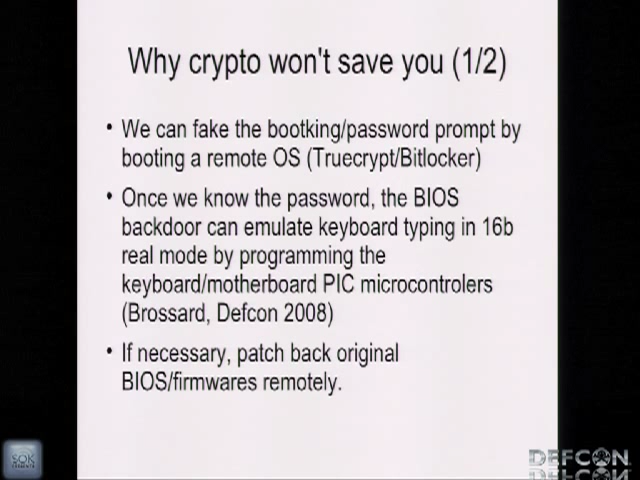 Why crypto won't save you (1/2)
• We can fake the bootking/password prompt by
booting a remote OS (Truecrypt/Bitlocker)
• Once we know the password, the BIOS
backdoor can emulate keyboard typing in 16b
real mode by programming the
keyboard/motherboard PIC microcontrolers
(Brossard, Defcon 2008)
• If necessary, patch back original
BIOS/firmwares remotely.
SOK
DEFCON